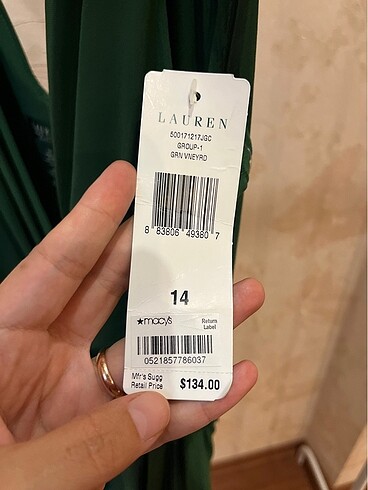 LAUREN
500171217JGC
GROUP-1
GRN VNEYRD
8 83806 49380 7
14
★macy's
Return
Label
0521857786037
Mfr's Sugg
Retail Price
$134.00